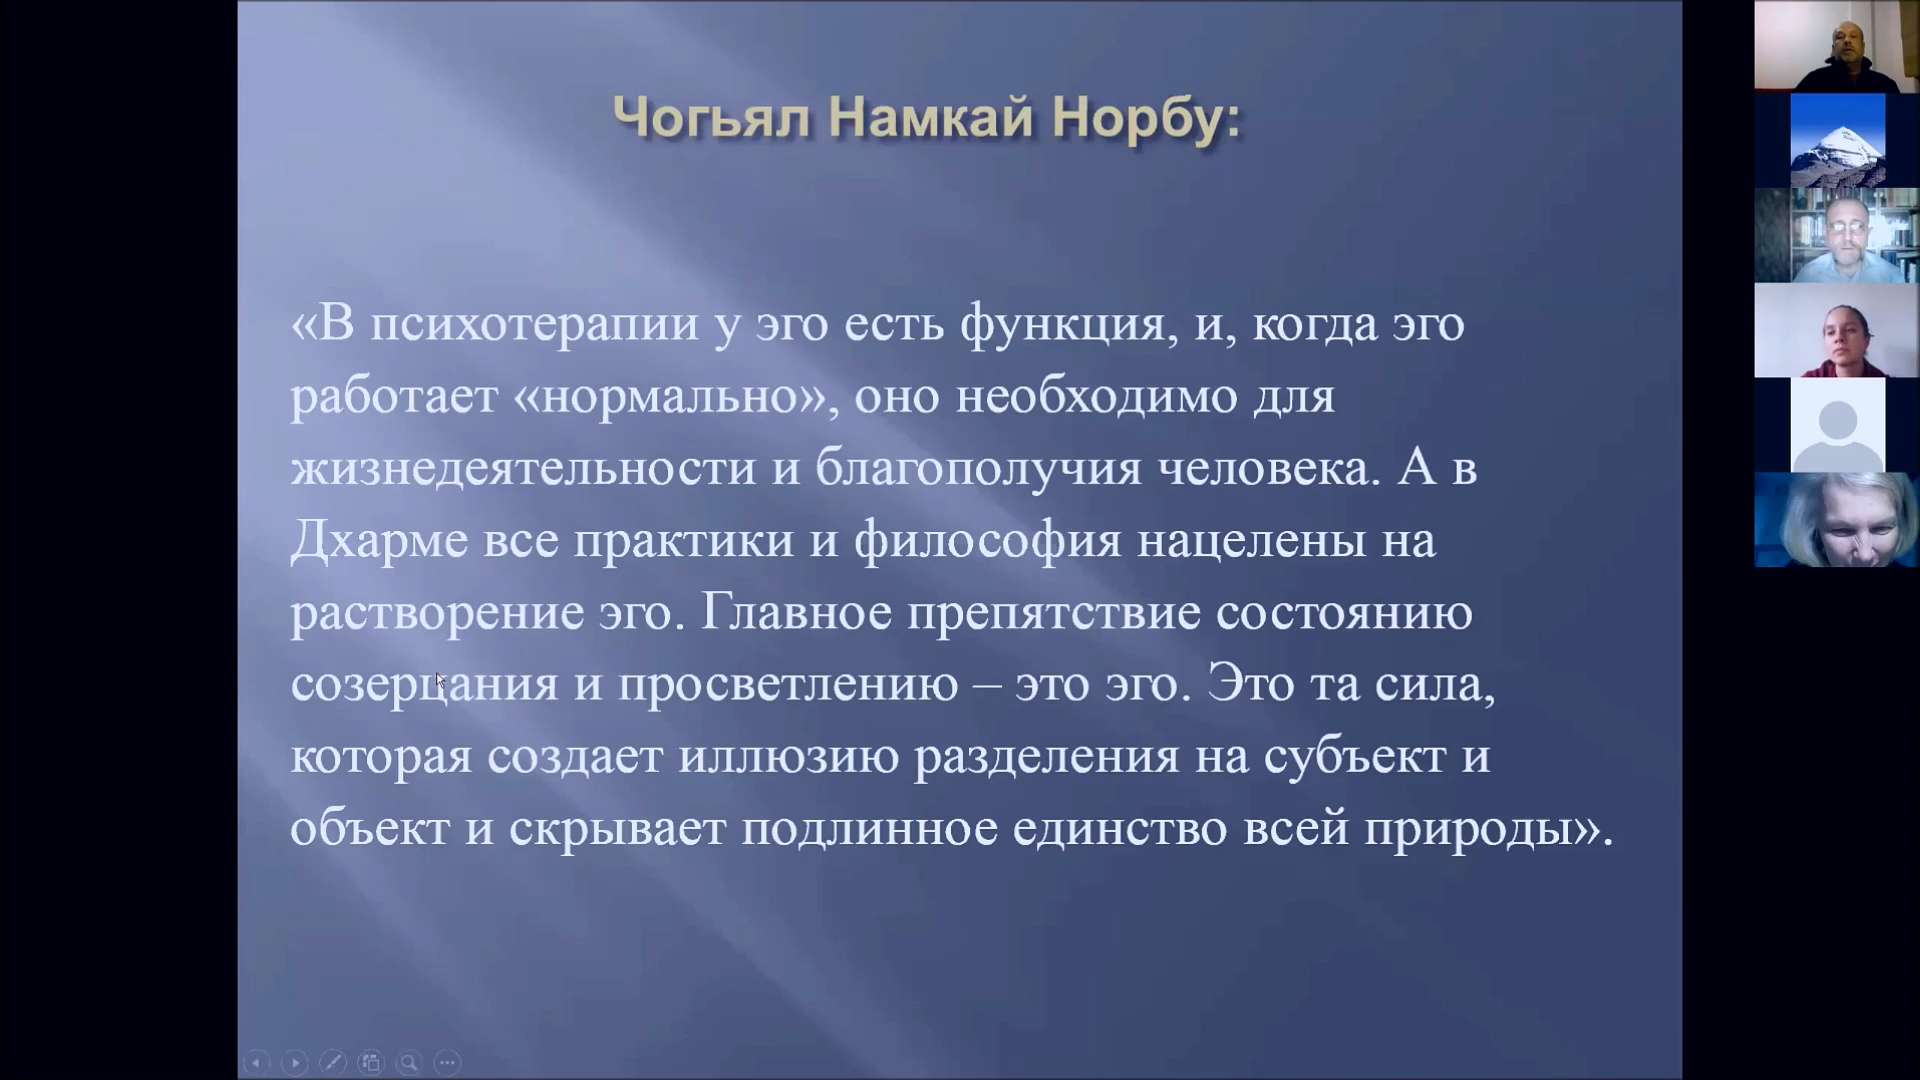 Чогьял Намкай Норбу:
«В психотерапии у эго есть функция, и, когда эго
работает «нормально», оно необходимо для
жизнедеятельности и благополучия человека. А в
Дхарме все практики и философия нацелены на
растворение эго. Главное препятствие состоянию
созерцания и просветлению – это эго. Это та сила,
которая создает иллюзию разделения на субъект и
объект и скрывает подлинное единство всей природы».